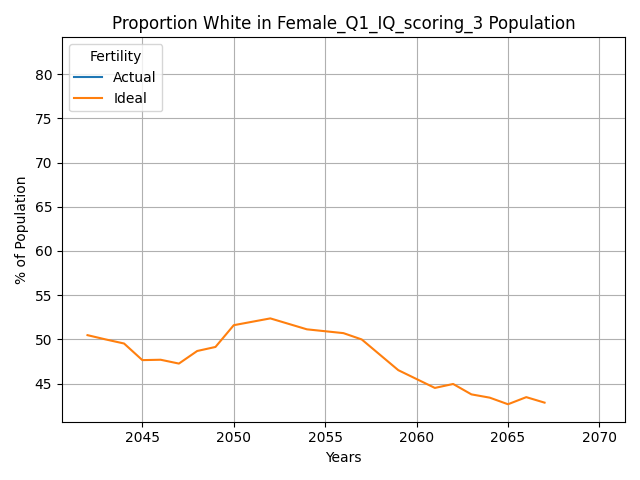 Proportion White in Female_Q1_IQ_scoring_3 Population
Fertility
Actual
Ideal
% of Population
80
75
70
65
60
55
50
45
2045
2050
2055
2060
2065
2070
Years